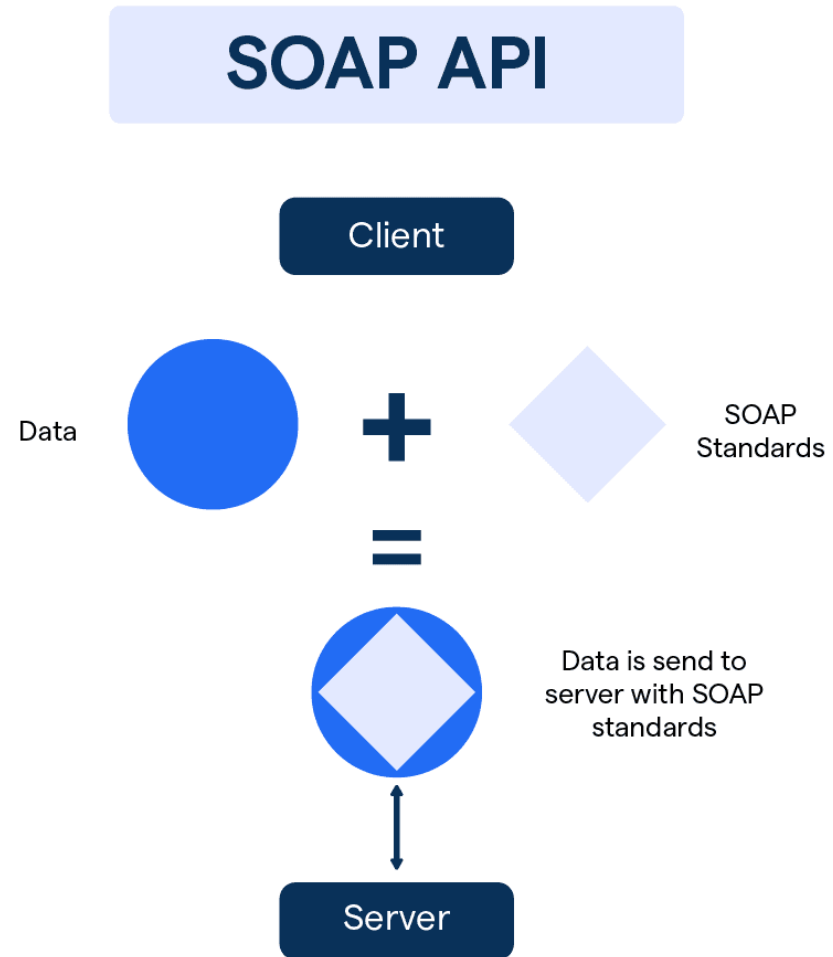 SOAP API
Client
Data
SOAP
Standards
Data is send to
server with SOAP
standards
Server